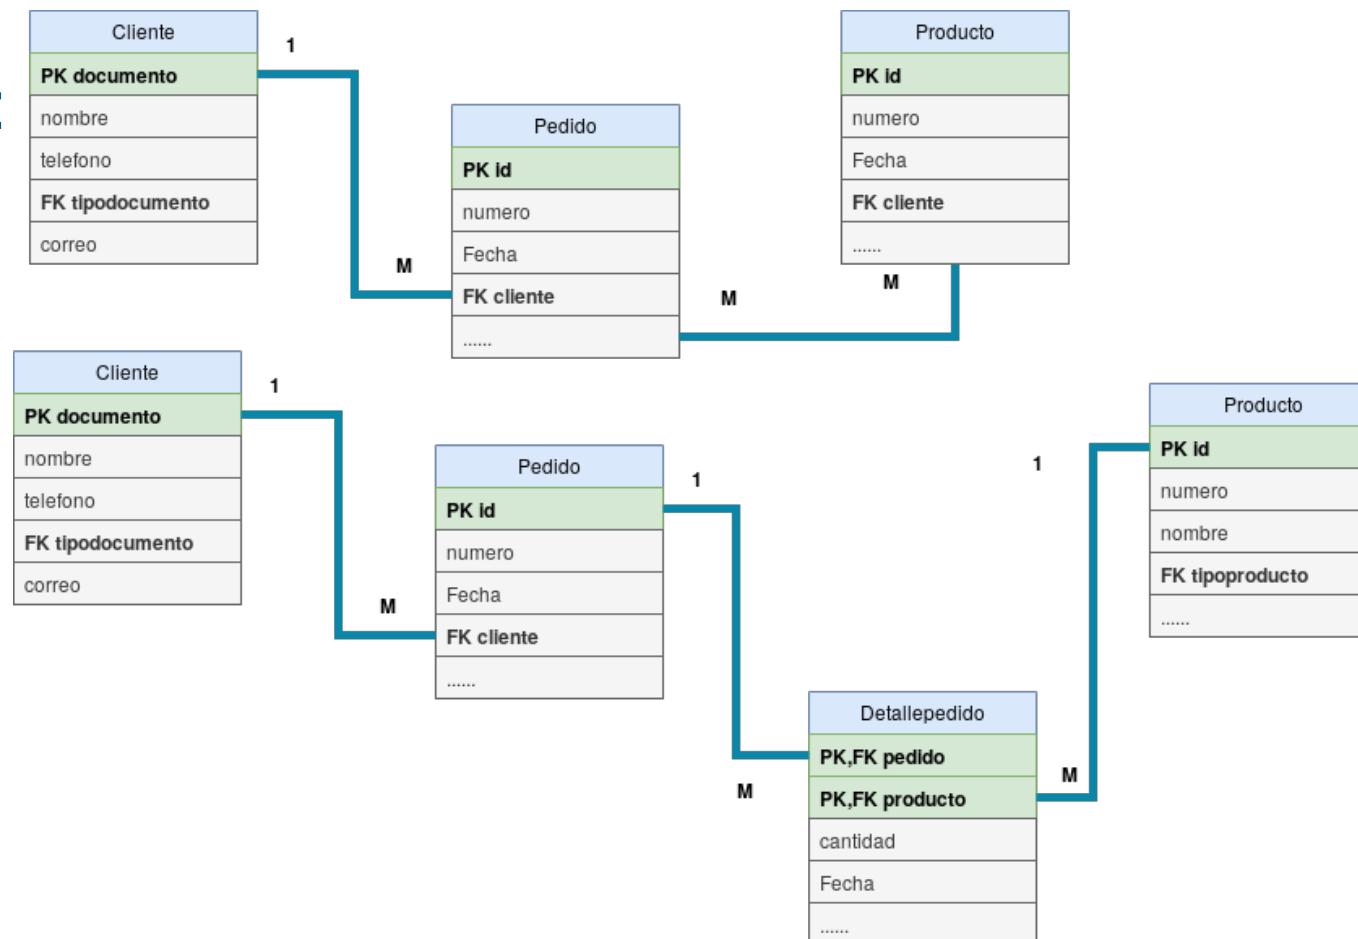 Cliente
PK documento
nombre
telefono
FK tipodocumento
correo
1
M
Pedido
PK id
numero
Fecha
FK cliente
......
M
M
Producto
PK id
numero
Fecha
FK cliente
......
Cliente
PK documento
nombre
telefono
FK tipodocumento
correo
1
M
Pedido
PK id
numero
Fecha
FK cliente
......
1
M
Detallepedido
PK,FK pedido
PK,FK producto
cantidad
Fecha
......
M
1
Producto
PK id
numero
nombre
FK tipoproducto
......